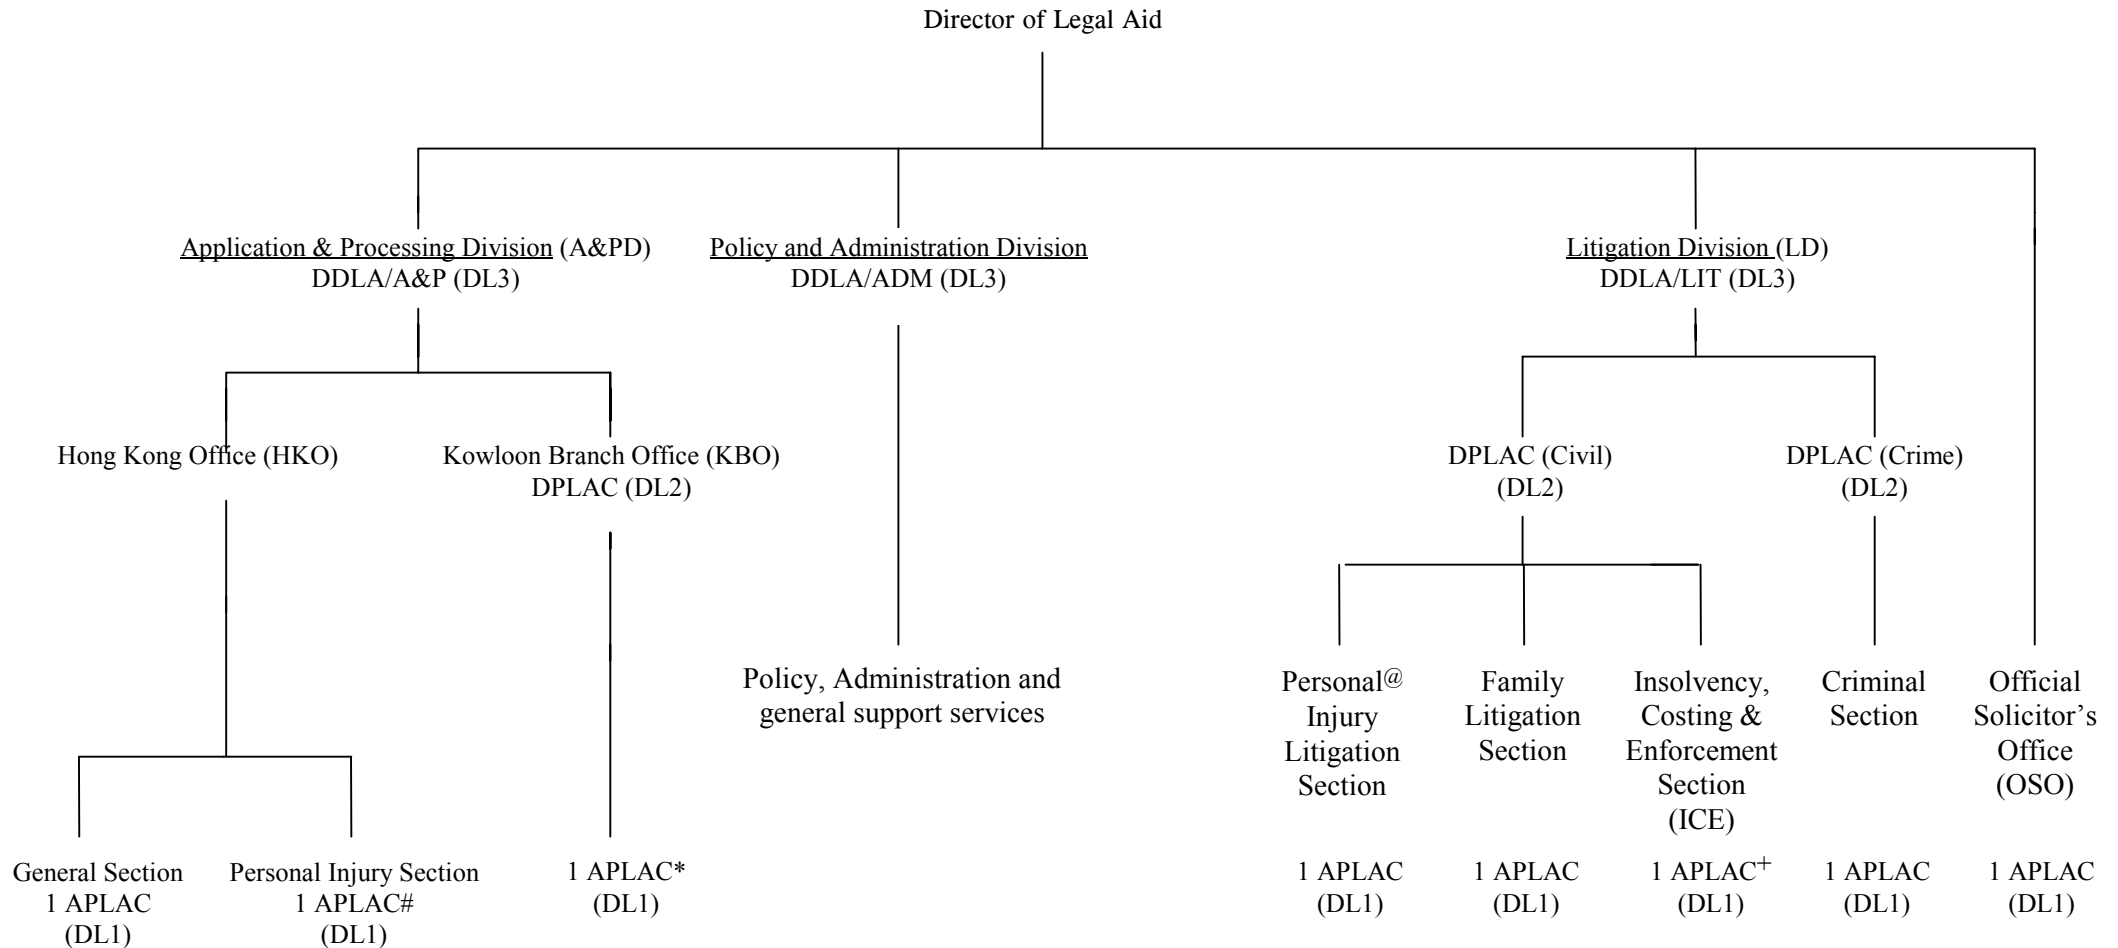 Director of Legal Aid
Application & Processing Division (A&PD)
DDLA/A&P (DL3)
Policy and Administration Division
DDLA/ADM (DL3)
Litigation Division (LD)
DDLA/LIT (DL3)
Hong Kong Office (HKO)
Kowloon Branch Office (KBO)
DPLAC (DL2)
DPLAC (Civil)
(DL2)
DPLAC (Crime)
(DL2)
Policy, Administration and
general support services
Personal@
Injury
Litigation
Section
1 APLAC
(DL1)
Family
Litigation
Section
1 APLAC
(DL1)
Insolvency,
Costing &
Enforcement
Section
(ICE)
1 APLAC+
(DL1)
Criminal
Section
1 APLAC
(DL1)
Official
Solicitor’s
Office
(OSO)
1 APLAC
(DL1)
General Section
1 APLAC
(DL1)
Personal Injury Section
1 APLAC#
(DL1)
1 APLAC*
(DL1)